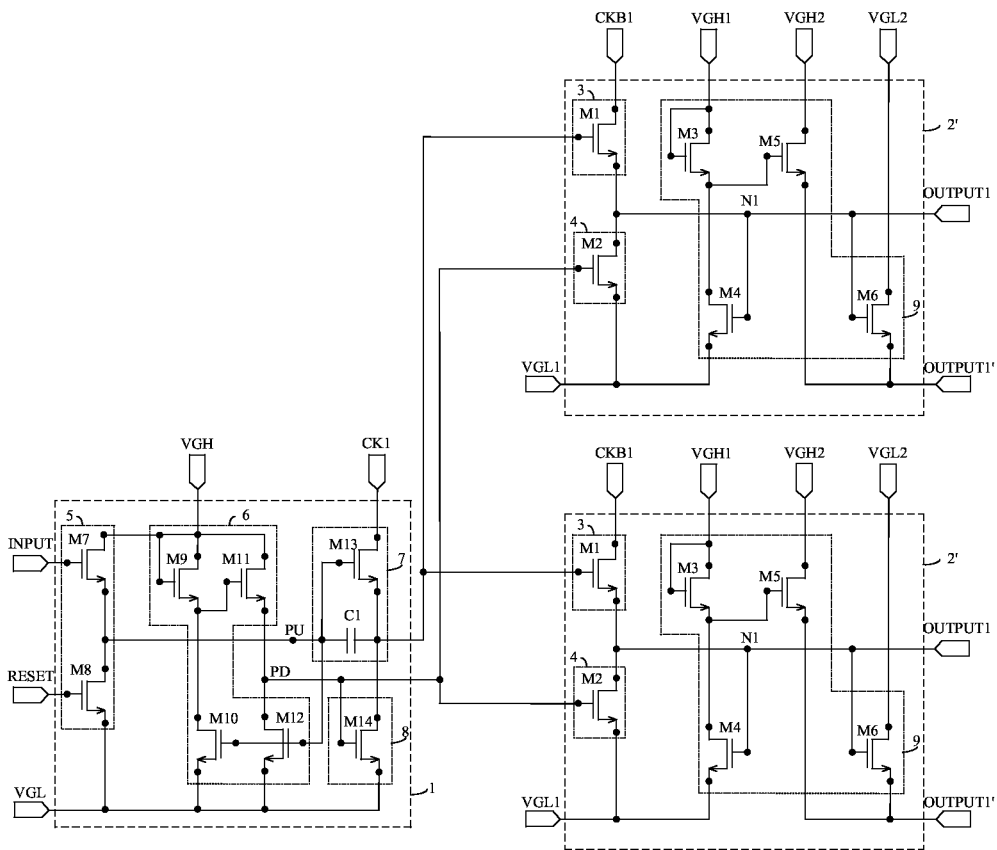 CKB1 VGH1 VGH2 VGL2
3
M1
M3
M5
2'
N1
OUTPUT1
4
M2
M4
M6
9
VGL1
OUTPUT1'
VGH
CK1
CKB1 VGH1 VGH2 VGL2
5
6
INPUT
M7
M9
M11
M13
7
C1
PU
PD
RESET
M8
M10
M12
M14
8
VGL
1
3
M1
M3
M5
2'
N1
OUTPUT1
4
M2
M4
M6
9
VGL1
OUTPUT1'